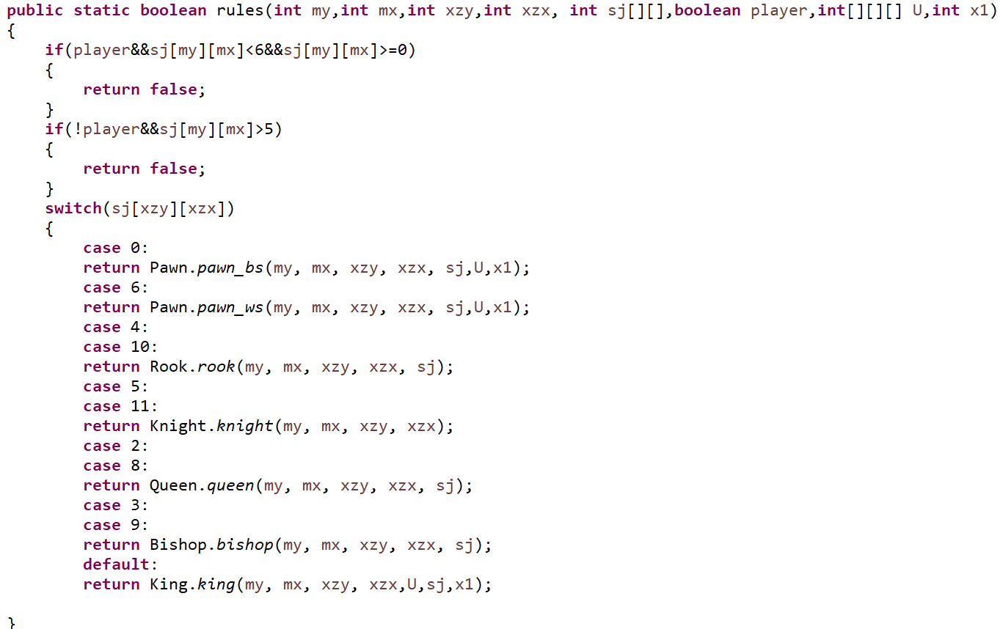 public static boolean rules(int my,int mx,int xzy,int xzx, int sj[][],boolean player,int[][][] U,int x1)
{
    if(player&&sj[my][mx]<6&&sj[my][mx]>=0)
    {
        return false;
    }
    if(!player&&sj[my][mx]>5)
    {
        return false;
    }
    switch(sj[xzy][xzx])
    {
        case 0:
        return Pawn.pawn_bs(my, mx, xzy, xzx, sj,U,x1);
        case 6:
        return Pawn.pawn_ws(my, mx, xzy, xzx, sj,U,x1);
        case 4:
        case 10:
        return Rook.rook(my, mx, xzy, xzx, sj);
        case 5:
        case 11:
        return Knight.knight(my, mx, xzy, xzx);
        case 2:
        case 8:
        return Queen.queen(my, mx, xzy, xzx, sj);
        case 3:
        case 9:
        return Bishop.bishop(my, mx, xzy, xzx, sj);
        default:
        return King.king(my, mx, xzy, xzx,U,sj,x1);

}